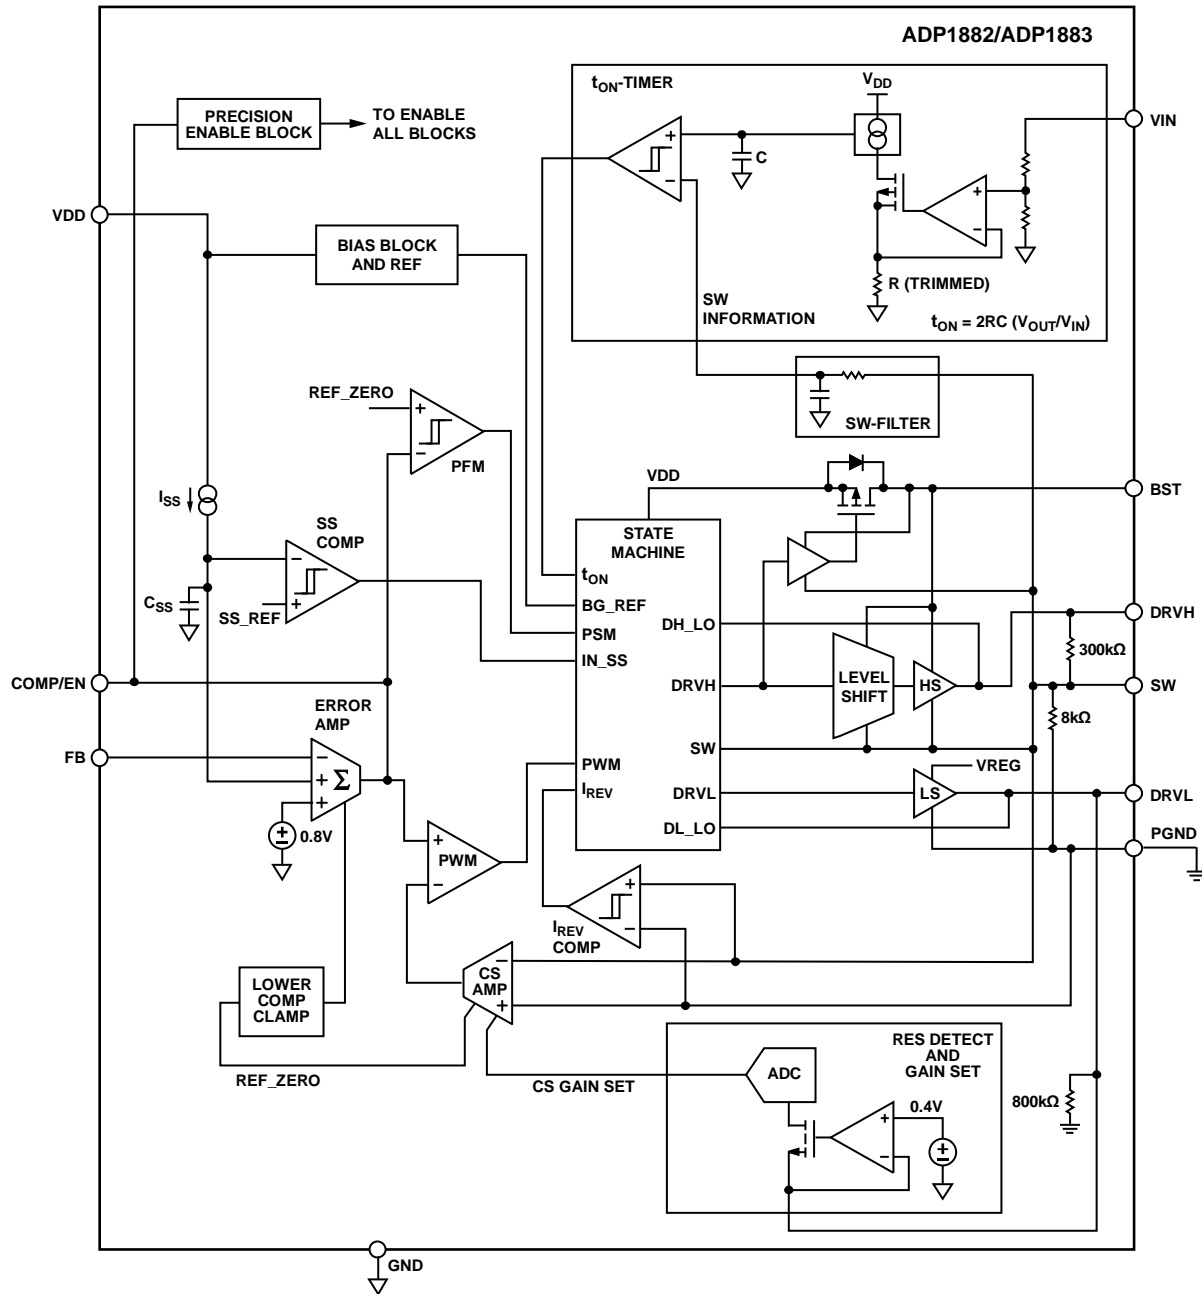 ADP1882/ADP1883
tON-TIMER
VDD
PRECISION
ENABLE BLOCK
TO ENABLE
ALL BLOCKS
VIN
+
C
–
+
–
VDD
BIAS BLOCK
AND REF
R (TRIMMED)
SW
INFORMATION
tON = 2RC (VOUT/VIN)
REF_ZERO
+
–
PFM
SW-FILTER
VDD
BST
ISS
SS
COMP
STATE
MACHINE
–
+
CSS
SS_REF
tON
BG_REF
PSM
IN_SS
DH_LO
DRVH
300kΩ
COMP/EN
DRVH
LEVEL
SHIFT
HS
SW
8kΩ
ERROR
AMP
FB
–
+
+
Σ
0.8V
SW
PWM
IREV
VREG
DRVL
LS
DRVL
DL_LO
PGND
+
–
PWM
+
–
IREV
COMP
–
+
CS
AMP
LOWER
COMP
CLAMP
REF_ZERO
CS GAIN SET
RES DETECT
AND
GAIN SET
ADC
0.4V
+
–
800kΩ
GND